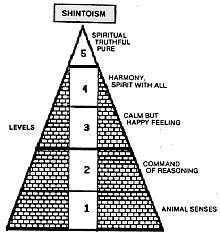 SHINTOISM
SPIRITUAL
TRUTHFUL
PURE
5
HARMONY,
SPIRIT WITH ALL
4
CALM BUT
HAPPY FEELING
LEVELS
3
COMMAND
OF REASONING
2
1
ANIMAL SENSES